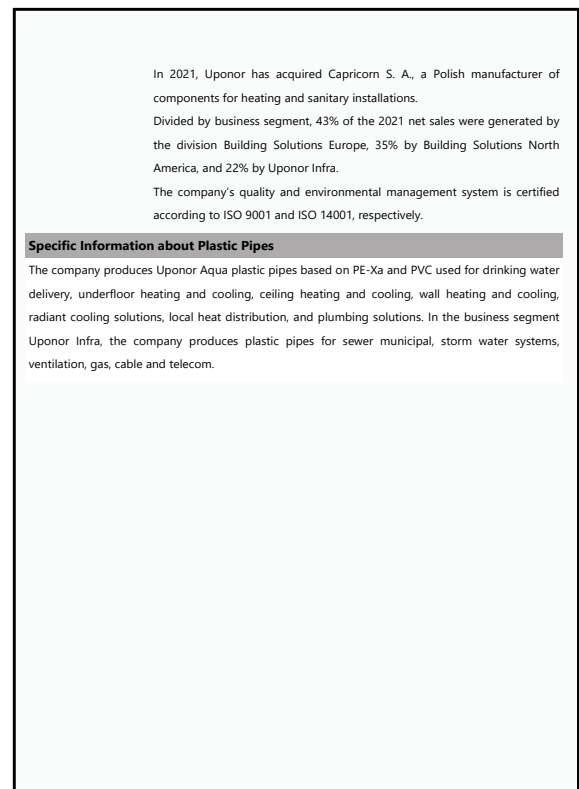 In 2021, Uponor has acquired Capricorn S. A., a Polish manufacturer of
components for heating and sanitary installations.
Divided by business segment, 43% of the 2021 net sales were generated by
the division Building Solutions Europe, 35% by Building Solutions North
America, and 22% by Uponor Infra.
The company's quality and environmental management system is certified
according to ISO 9001 and ISO 14001, respectively.
Specific Information about Plastic Pipes
The company produces Uponor Aqua plastic pipes based on PE-Xa and PVC used for drinking water
delivery, underfloor heating and cooling, ceiling heating and cooling, wall heating and cooling,
radiant cooling solutions, local heat distribution, and plumbing solutions. In the business segment
Uponor Infra, the company produces plastic pipes for sewer municipal, storm water systems,
ventilation, gas, cable and telecom.